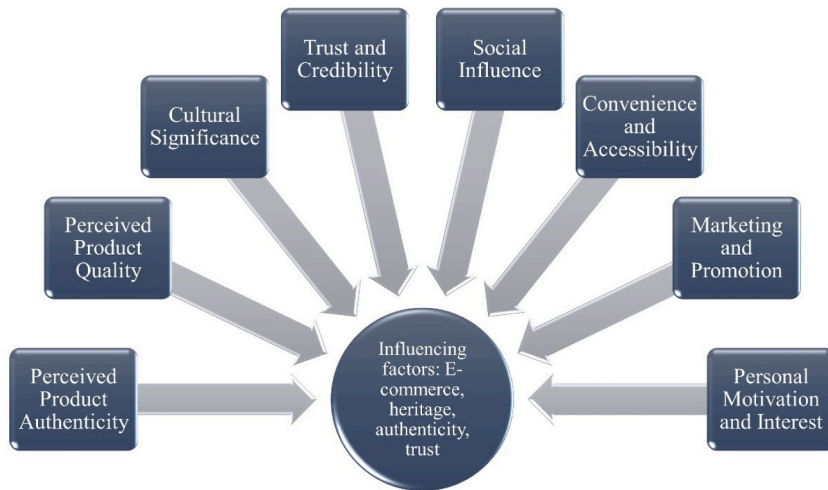 Trust and
Credibility
Social
Influence
Cultural
Significance
Convenience
and
Accessibility
Perceived
Product
Quality
Marketing
and
Promotion
Perceived
Product
Authenticity
Influencing
factors: E-
commerce,
heritage,
authenticity,
trust
Personal
Motivation
and Interest